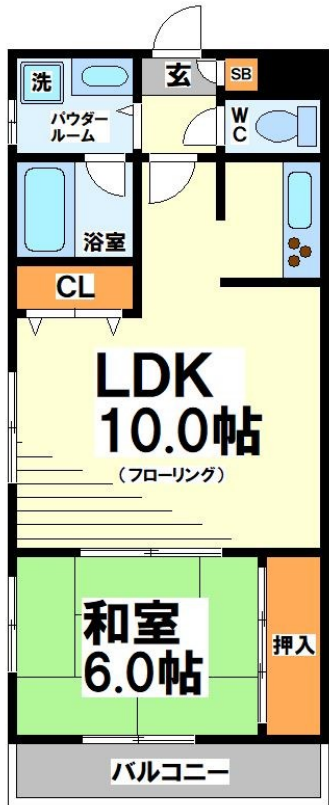 玄
SB
洗
パウダー
ルーム
W
C
浴室
CL
LDK
10.0帖
(フローリング)
和室
6.0帖
押入
バルコニー